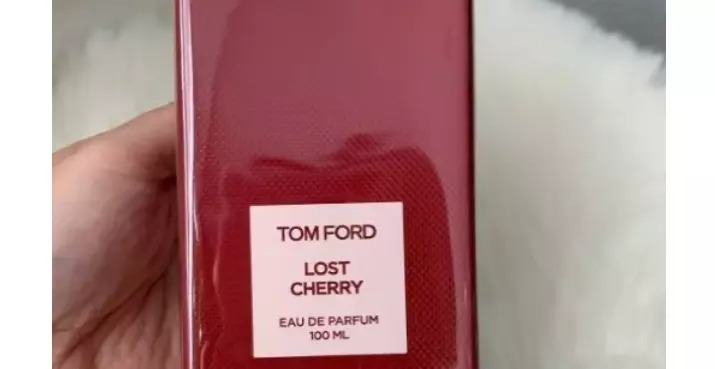 TOM FORD
LOST
CHERRY
EAU DE PARFUM
100 ML